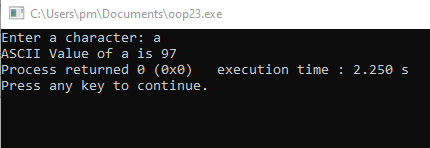 C:\Users\pm\Documents\oop23.exe
Enter a character: a
ASCII Value of a is 97
Process returned 0 (0x0)   execution time : 2.250 s
Press any key to continue.